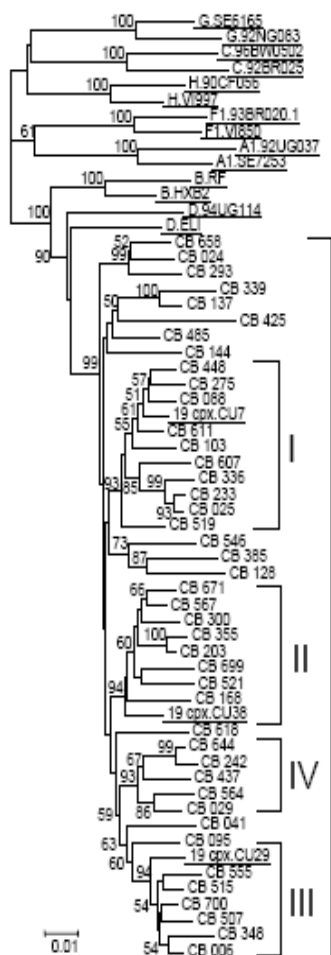 100
G.SE6165
G.92NG083
C.96BW0502
100
C.92BR025
100
H.90CF056
H.VI997
F1.93BR020.1
100
61
F1.VI850
A1.92UG037
100
A1.SE7253
100
B.RF
B.HXB2
100
D.94UG114
D.ELI
90
52
CB 658
99
CB 024
CB 293
99
100
CB 339
50
CB 137
CB 425
CB 485
CB 144
CB 448
57
CB 275
51
CB 088
61
19 cpx.CU7
55
CB 611
CB 103
CB 607
93
85
99
CB 336
CB 233
93
CB 025
CB 519
I
73
CB 546
87
CB 385
CB 128
66
CB 671
CB 567
CB 300
60
100
CB 355
CB 203
CB 699
CB 521
94
CB 168
19 cpx.CU38
II
CB 618
99
CB 644
67
CB 242
93
CB 437
CB 564
86
CB 029
IV
59
CB 041
63
CB 095
60
19 cpx.CU29
94
CB 555
CB 515
CB 700
54
CB 507
CB 348
54
CB 006
III
0.01